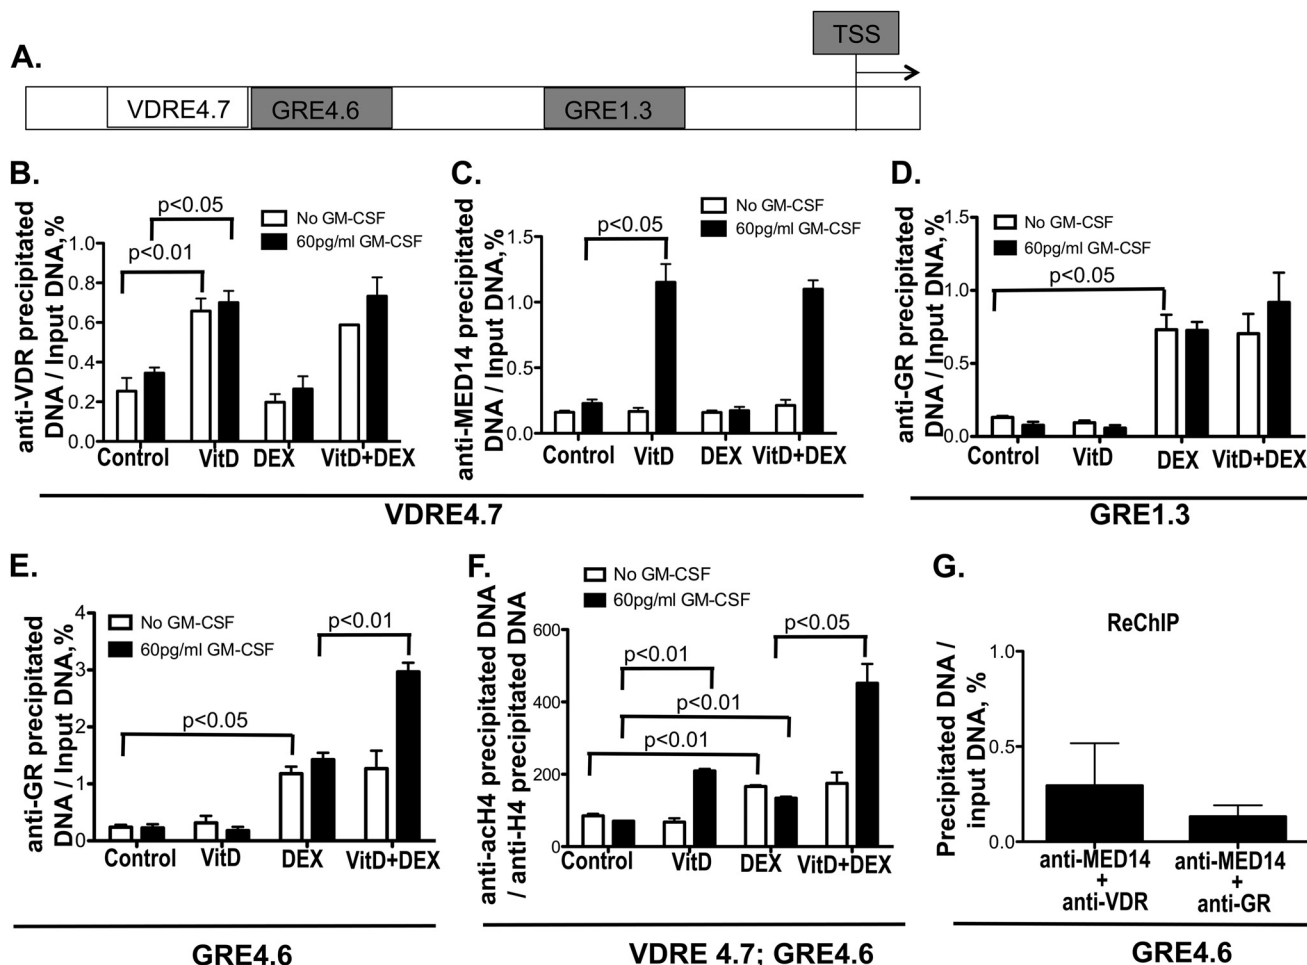 A.
TSS
VDRE4.7
GRE4.6
GRE1.3
B.
anti-VDR precipitated
DNA / Input DNA,%
No GM-CSF
60pg/ml GM-CSF
p<0.05
p<0.01
1.0
0.8
0.6
0.4
0.2
0.0
Control
VitD
DEX
VitD+DEX
C.
anti-MED14 precipitated
DNA / Input DNA,%
No GM-CSF
60pg/ml GM-CSF
p<0.05
1.5
1.0
0.5
0.0
Control
VitD
DEX
VitD+DEX
VDRE4.7
D.
anti-GR precipitated
DNA / Input DNA,%
No GM-CSF
60pg/ml GM-CSF
p<0.05
1.5
1.0
0.5
0.0
Control
VitD
DEX
VitD+DEX
GRE1.3
E.
anti-GR precipitated
DNA / Input DNA,%
No GM-CSF
60pg/ml GM-CSF
p<0.01
p<0.05
4
3
2
1
0
Control
VitD
DEX
VitD+DEX
GRE4.6
F.
anti-acH4 precipitated DNA
/ anti-H4 precipitated DNA
No GM-CSF
60pg/ml GM-CSF
p<0.05
p<0.01
p<0.01
p<0.01
600
400
200
0
Control
VitD
DEX
VitD+DEX
VDRE 4.7; GRE4.6
G.
ReChIP
Precipitated DNA /
input DNA, %
1.0
0.5
0.0
anti-MED14
+
anti-VDR
anti-MED14
+
anti-GR
GRE4.6